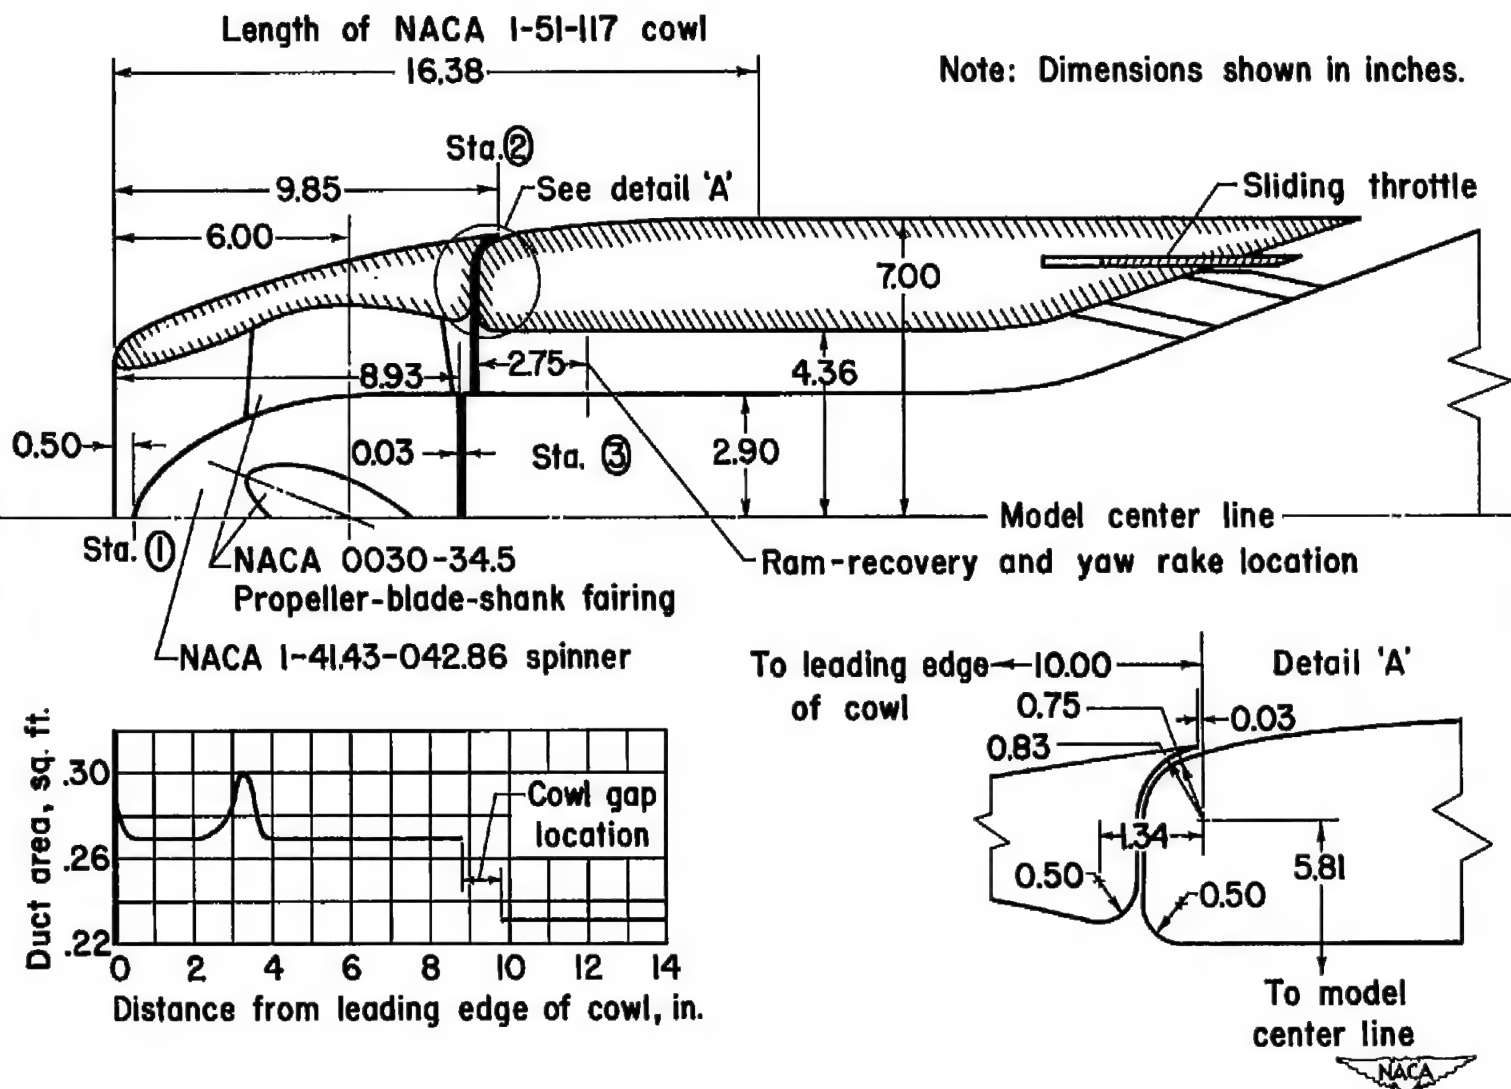 Length of NACA 1-51-117 cowl
16.38
Note: Dimensions shown in inches.
Sta. ②
9.85
See detail 'A'
Sliding throttle
6.00
7.00
8.93
2.75
4.36
0.50
0.03
Sta. ③
2.90
Model center line
Sta. ①
NACA 0030-34.5
Propeller-blade-shank fairing
Ram-recovery and yaw rake location
NACA 1-41.43-042.86 spinner
To leading edge
of cowl
10.00
Detail 'A'
0.75
0.03
0.83
1.34
5.81
0.50
0.50
To model
center line
Duct area, sq. ft.
.30
.26
.22
Cowl gap
location
0 2 4 6 8 10 12 14
Distance from leading edge of cowl, in.
NACA